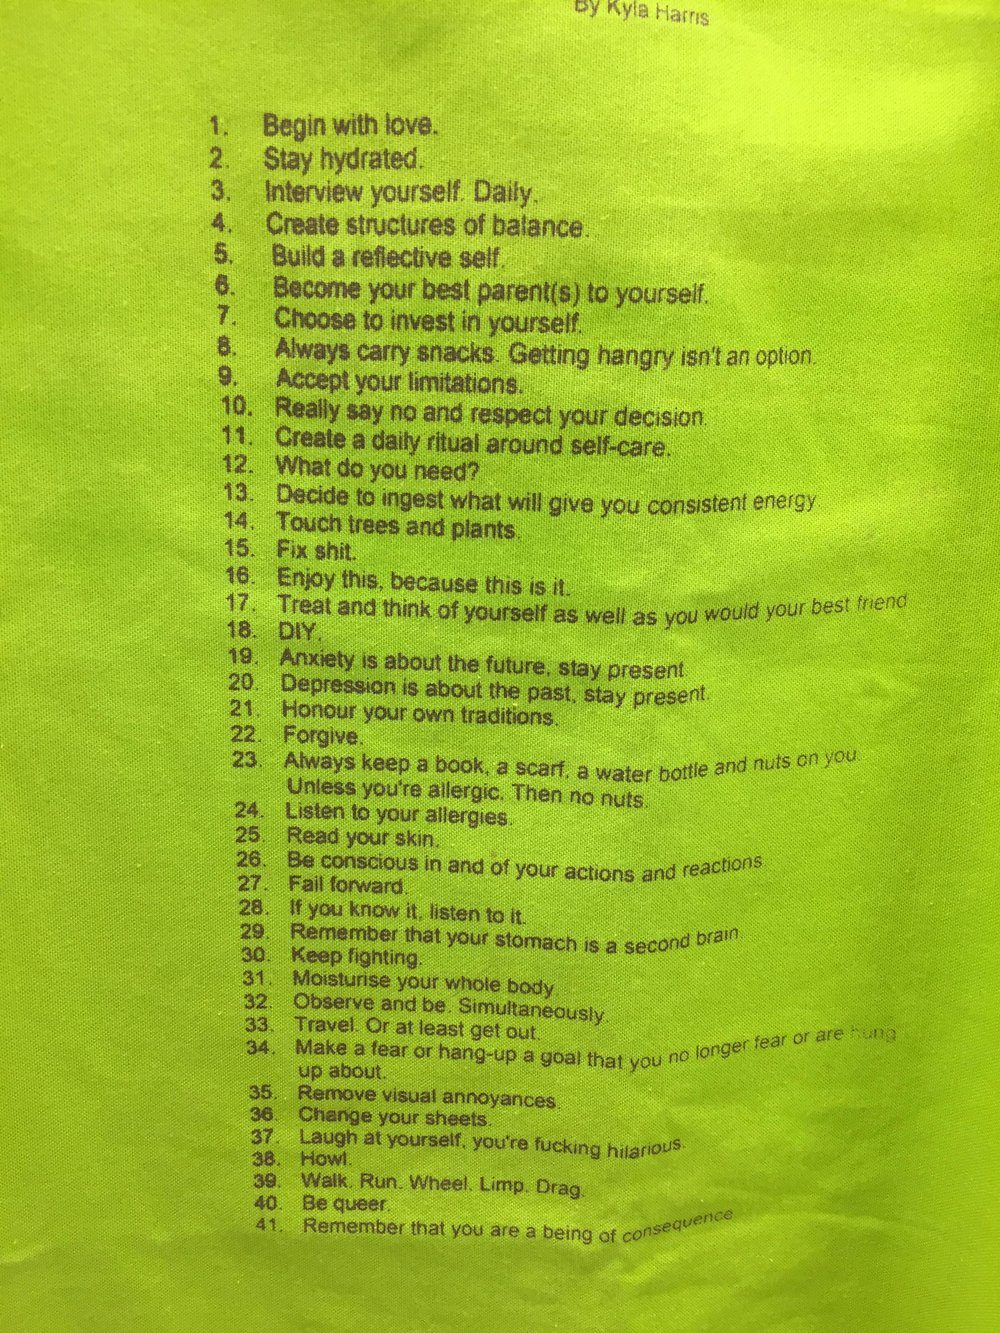 By Kyla Harris
1. Begin with love.
2. Stay hydrated.
3. Interview yourself. Daily.
4. Create structures of balance.
5. Build a reflective self.
6. Become your best parent(s) to yourself.
7. Choose to invest in yourself.
8. Always carry snacks. Getting hangry isn't an option.
9. Accept your limitations.
10. Really say no and respect your decision.
11. Create a daily ritual around self-care.
12. What do you need?
13. Decide to ingest what will give you consistent energy
14. Touch trees and plants.
15. Fix shit.
16. Enjoy this, because this is it.
17. Treat and think of yourself as well as you would your best friend
18. DIY.
19. Anxiety is about the future, stay present.
20. Depression is about the past, stay present.
21. Honour your own traditions.
22. Forgive.
23. Always keep a book, a scarf, a water bottle and nuts on you.
Unless you're allergic. Then no nuts.
24. Listen to your allergies.
25. Read your skin.
26. Be conscious in and of your actions and reactions
27. Fail forward.
28. If you know it, listen to it.
29. Remember that your stomach is a second brain
30. Keep fighting.
31. Moisturise your whole body
32. Observe and be. Simultaneously.
33. Travel. Or at least get out.
34. Make a fear or hang-up a goal that you no longer fear or are hung
up about.
35. Remove visual annoyances.
36. Change your sheets.
37. Laugh at yourself, you're fucking hilarious.
38. Howl.
39. Walk. Run. Wheel. Limp. Drag.
40. Be queer.
41. Remember that you are a being of consequence